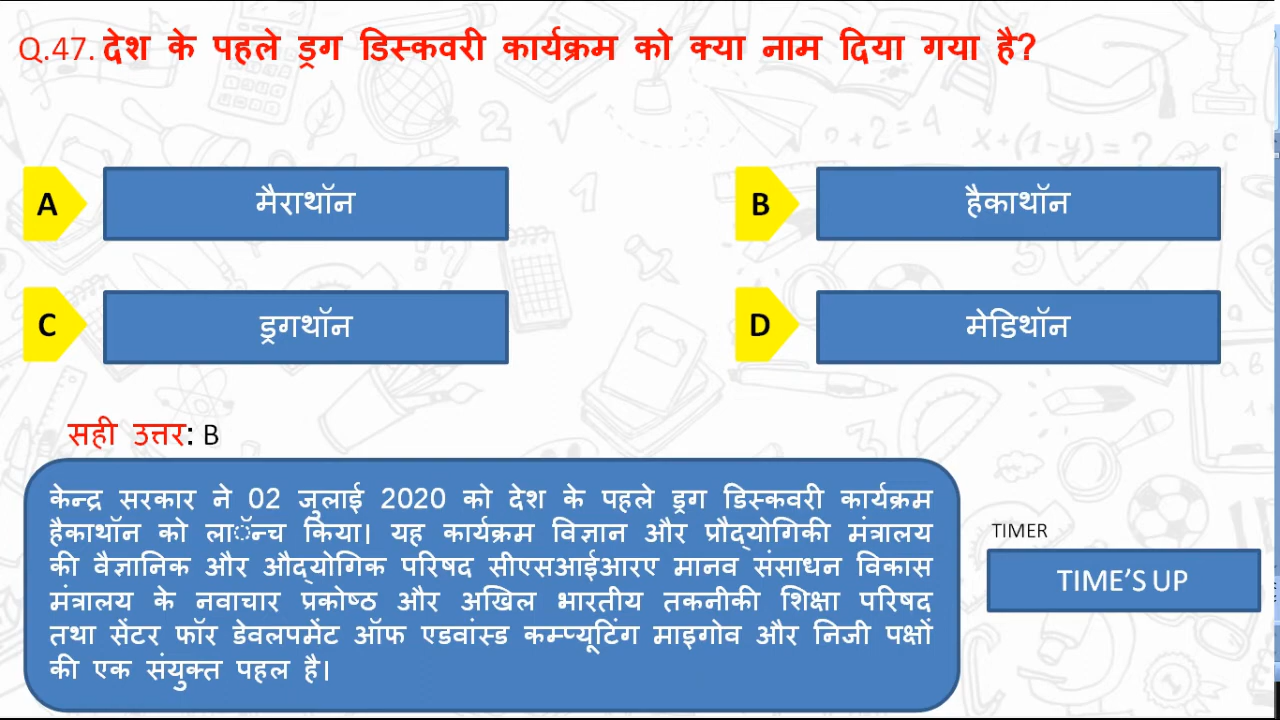 Q.47. देश के पहले ड्रग डिस्कवरी कार्यक्रम को क्या नाम दिया गया है?
A मैराथॉन
B हैकाथॉन
C ड्रगथॉन
D मेडिथॉन
सही उत्तर: B
केन्द्र सरकार ने 02 जुलाई 2020 को देश के पहले ड्रग डिस्कवरी कार्यक्रम
हैकाथॉन को लाॅन्च किया। यह कार्यक्रम विज्ञान और प्रौद्योगिकी मंत्रालय
की वैज्ञानिक और औद्योगिक परिषद सीएसआईआरए मानव संसाधन विकास
मंत्रालय के नवाचार प्रकोष्ठ और अखिल भारतीय तकनीकी शिक्षा परिषद
तथा सेंटर फॉर डेवलपमेंट ऑफ एडवांस्ड कम्प्यूटिंग माइगोव और निजी पक्षों
की एक संयुक्त पहल है।
TIMER
TIME'S UP